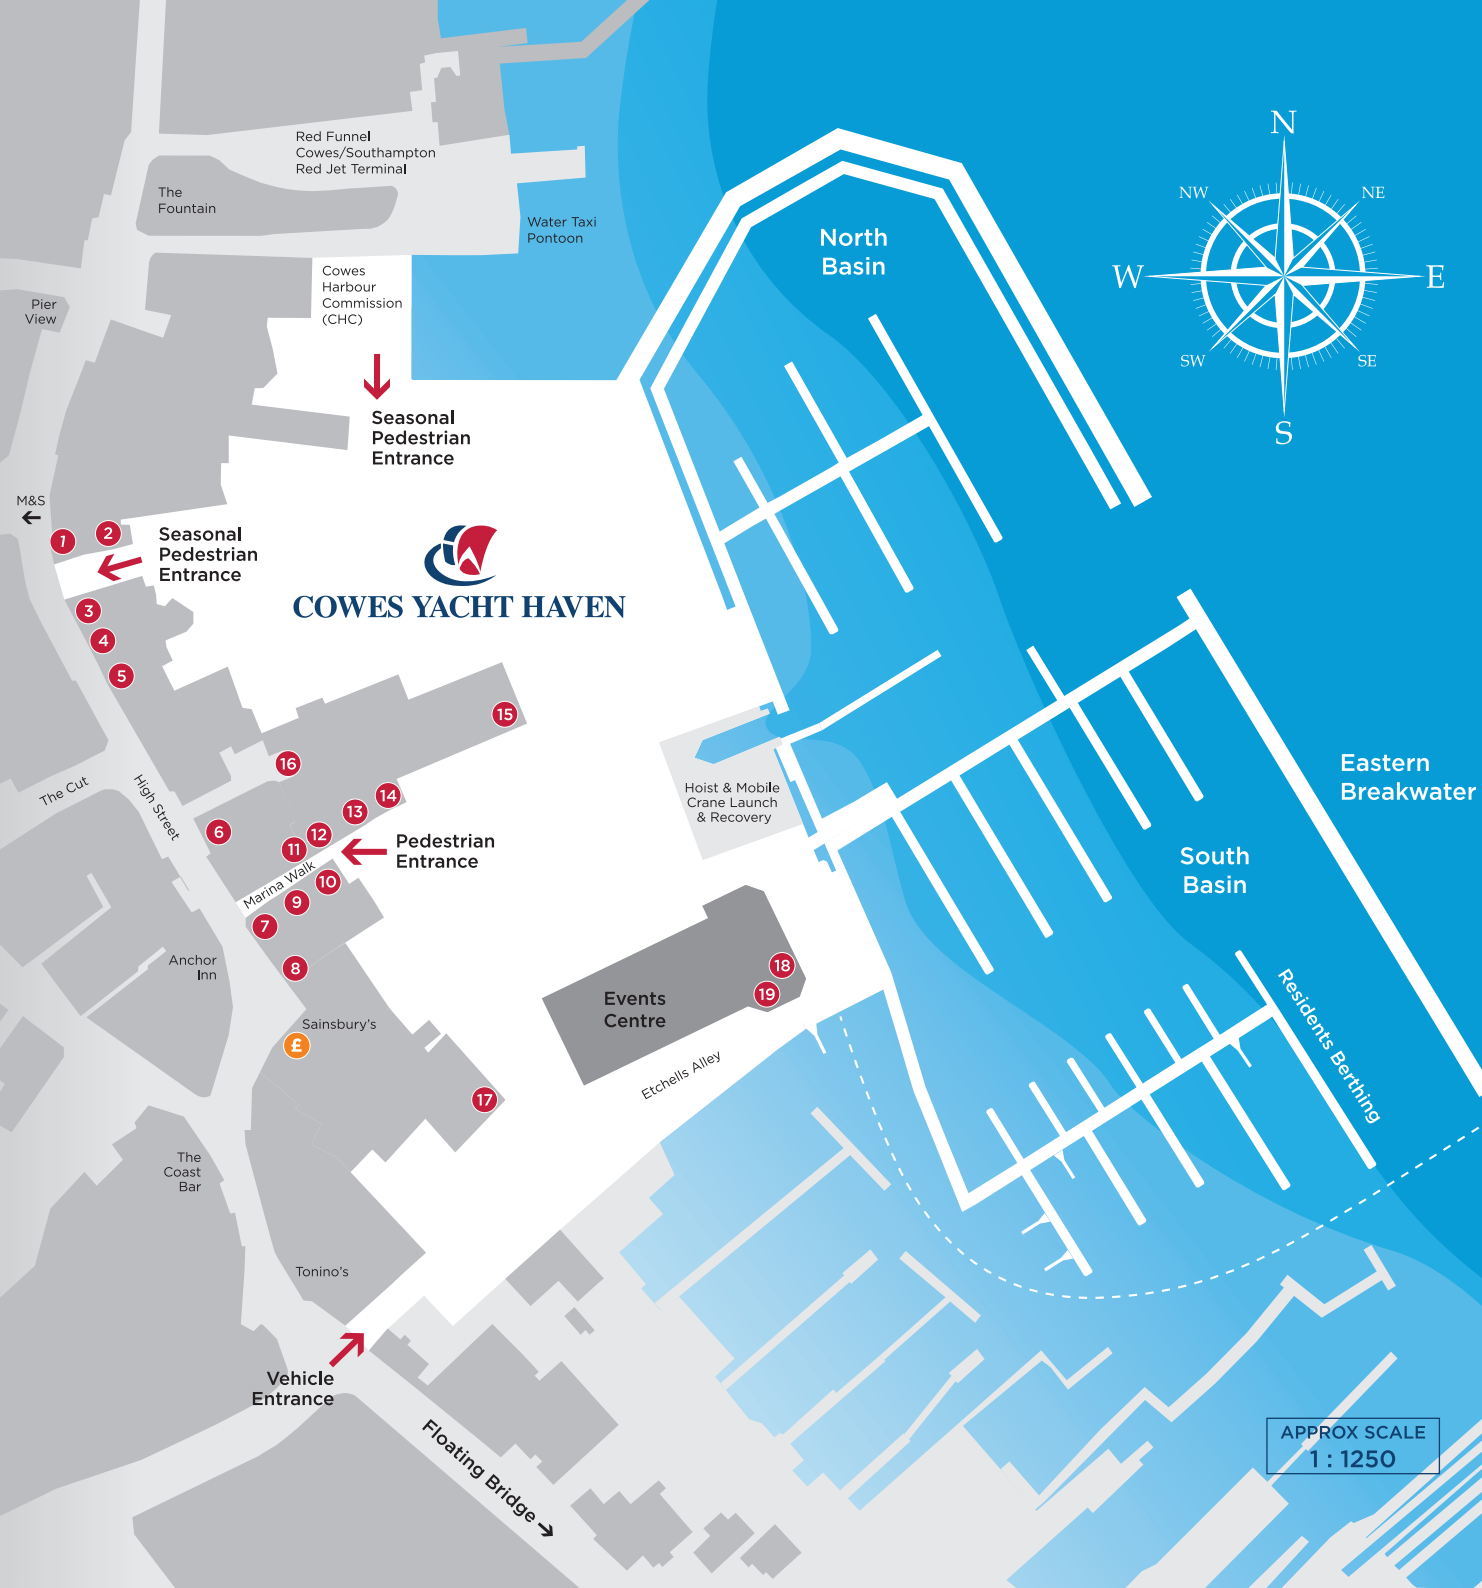 Red Funnel
Cowes/Southampton
Red Jet Terminal
The
Fountain
Water Taxi
Pontoon
Cowes
Harbour
Commission
(CHC)
Pier
View
Seasonal
Pedestrian
Entrance
M&S
1
2
Seasonal
Pedestrian
Entrance
3
4
5
COWES YACHT HAVEN
North
Basin
N
NE
E
SE
S
SW
W
NW
15
16
The Cut
High Street
6
14
13
12
11
Pedestrian
Entrance
Marina Walk
10
9
7
8
Hoist & Mobile
Crane Launch
& Recovery
Eastern
Breakwater
South
Basin
Anchor
Inn
Sainsbury's
£
Events
Centre
18
19
Etchells Alley
17
Residents Berthing
The
Coast
Bar
Tonino's
Vehicle
Entrance
Floating Bridge
APPROX SCALE
1 : 1250